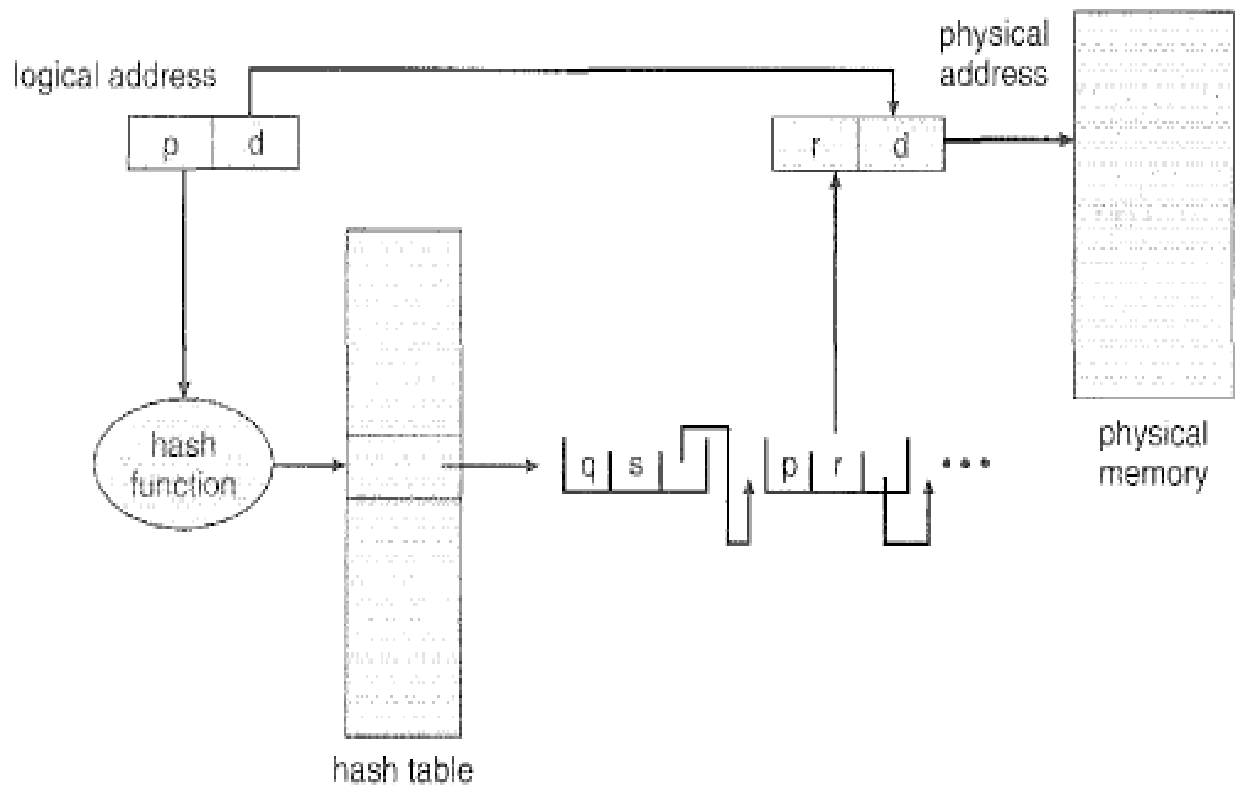 logical address
physical
address
p d
r d
hash
function
q s
p r
•••
physical
memory
hash table